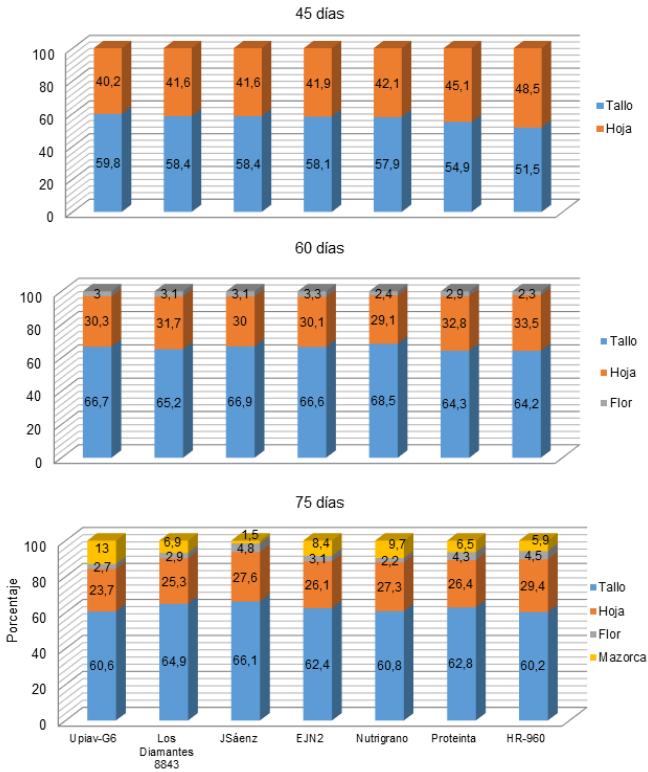 45 días
100
80
60
40
20
0
40,2 41,6 41,6 41,9 42,1 45,1 48,5
59,8 58,4 58,4 58,1 57,9 54,9 51,5
Tallo
Hoja
60 días
100
80
60
40
20
0
3 3,1 3,1 3,3 2,4 2,9 2,3
30,3 31,7 30 30,1 29,1 32,8 33,5
66,7 65,2 66,9 66,6 68,5 64,3 64,2
Tallo
Hoja
Flor
75 días
Porcentaje
100
80
60
40
20
0
13 6,9 1,5 8,4 9,7 6,5 5,9
2,7 2,9 4,8 3,1 2,2 4,3 4,5
23,7 25,3 27,6 26,1 27,3 26,4 29,4
60,6 64,9 66,1 62,4 60,8 62,8 60,2
Tallo
Hoja
Flor
Mazorca
Upiav-G6
Los
Diamantes
8843
JSáenz
EJN2
Nutrigrano
Proteinta
HR-960